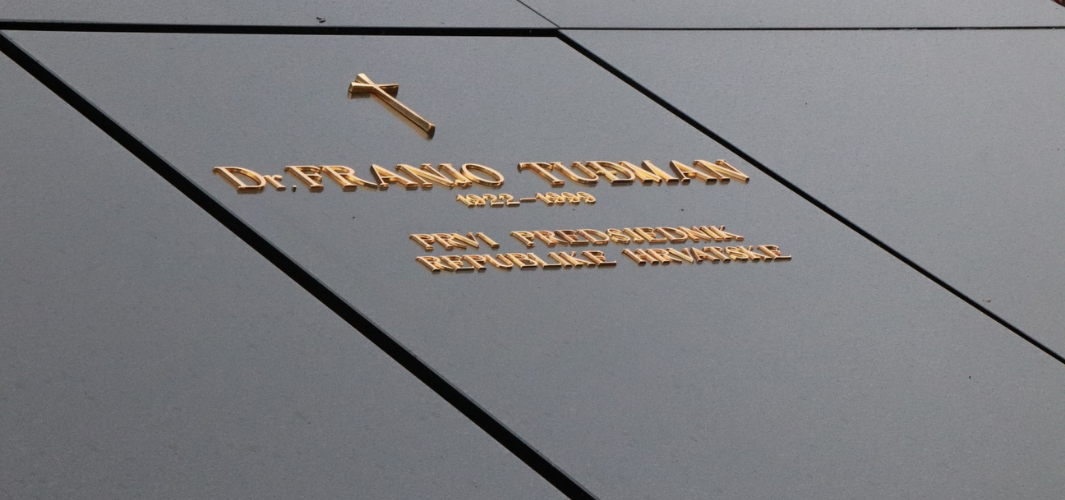 Dr. FRANJO TUĐMAN
1922-1999
PRVI PREDSJEDNIK
REPUBLIKE HRVATSKE